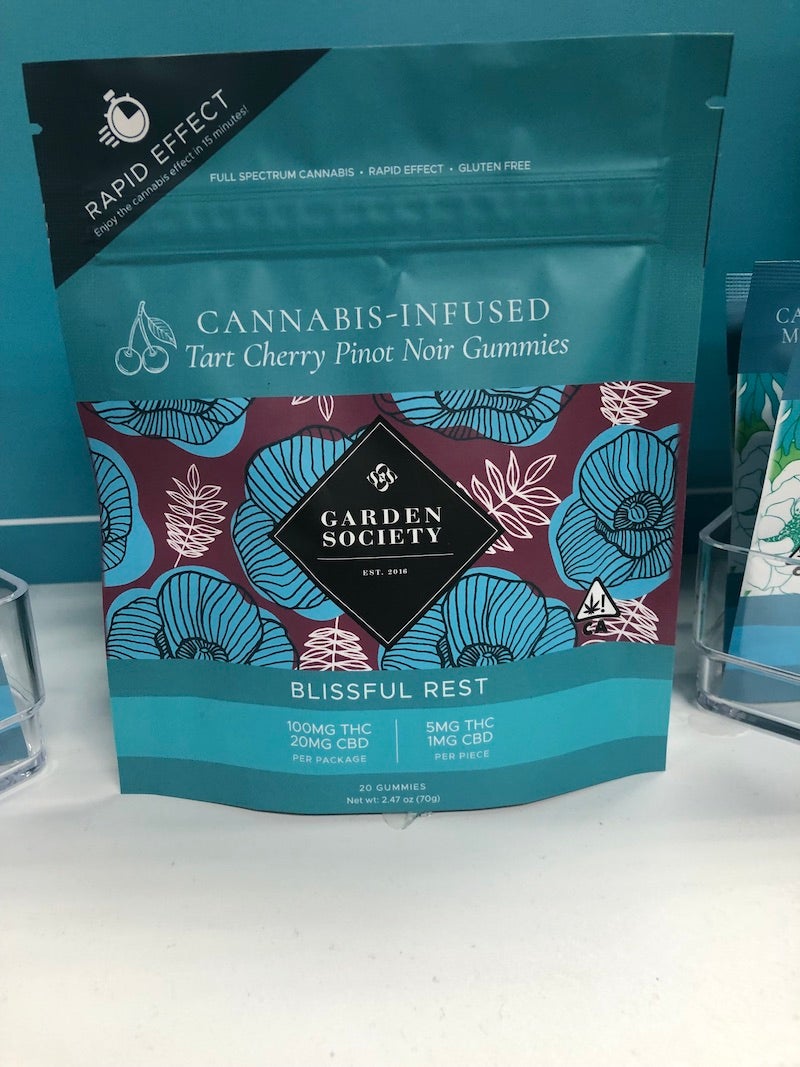 RAPID EFFECT
Enjoy the cannabis effect in 15 minutes!
FULL SPECTRUM CANNABIS • RAPID EFFECT • GLUTEN FREE
CANNABIS-INFUSED
Tart Cherry Pinot Noir Gummies
GARDEN
SOCIETY
EST. 2016
CA
BLISSFUL REST
100MG THC
20MG CBD
PER PACKAGE
5MG THC
1MG CBD
PER PIECE
20 GUMMIES
Net wt: 2.47 oz (70g)